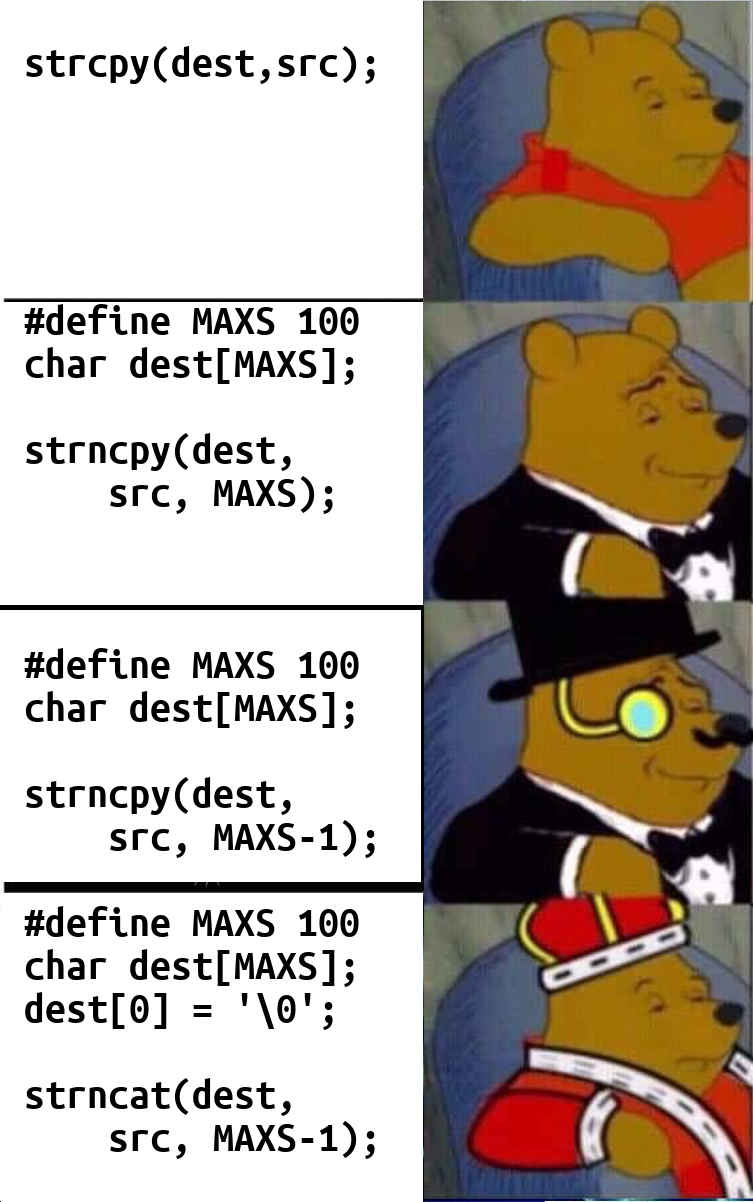 strcpy(dest,src);
#define MAXS 100
char dest[MAXS];
strncpy(dest,
src, MAXS);
#define MAXS 100
char dest[MAXS];
strncpy(dest,
src, MAXS-1);
#define MAXS 100
char dest[MAXS];
dest[0] = '\0';
strncat(dest,
src, MAXS-1);